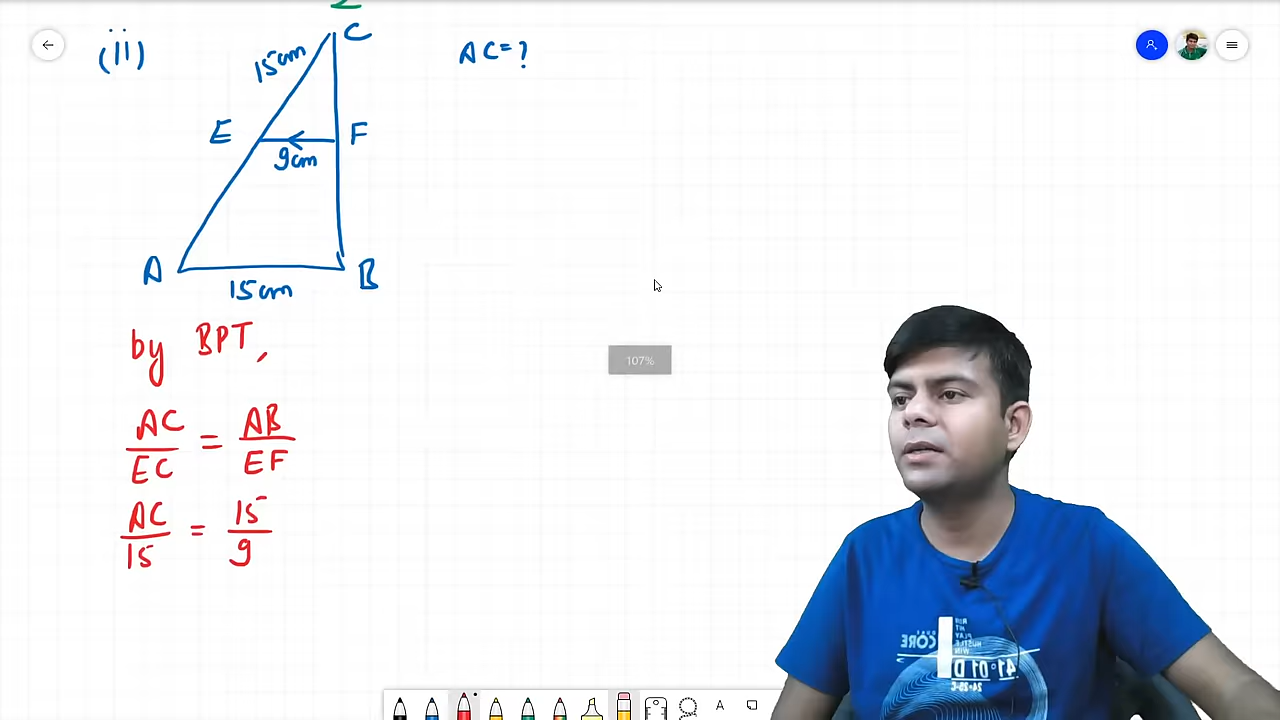 (ii)
C
AC=?
15cm
E
F
9cm
A
B
15cm
by BPT,
AC/EC = AB/EF
AC/15 = 15/9
107%
A